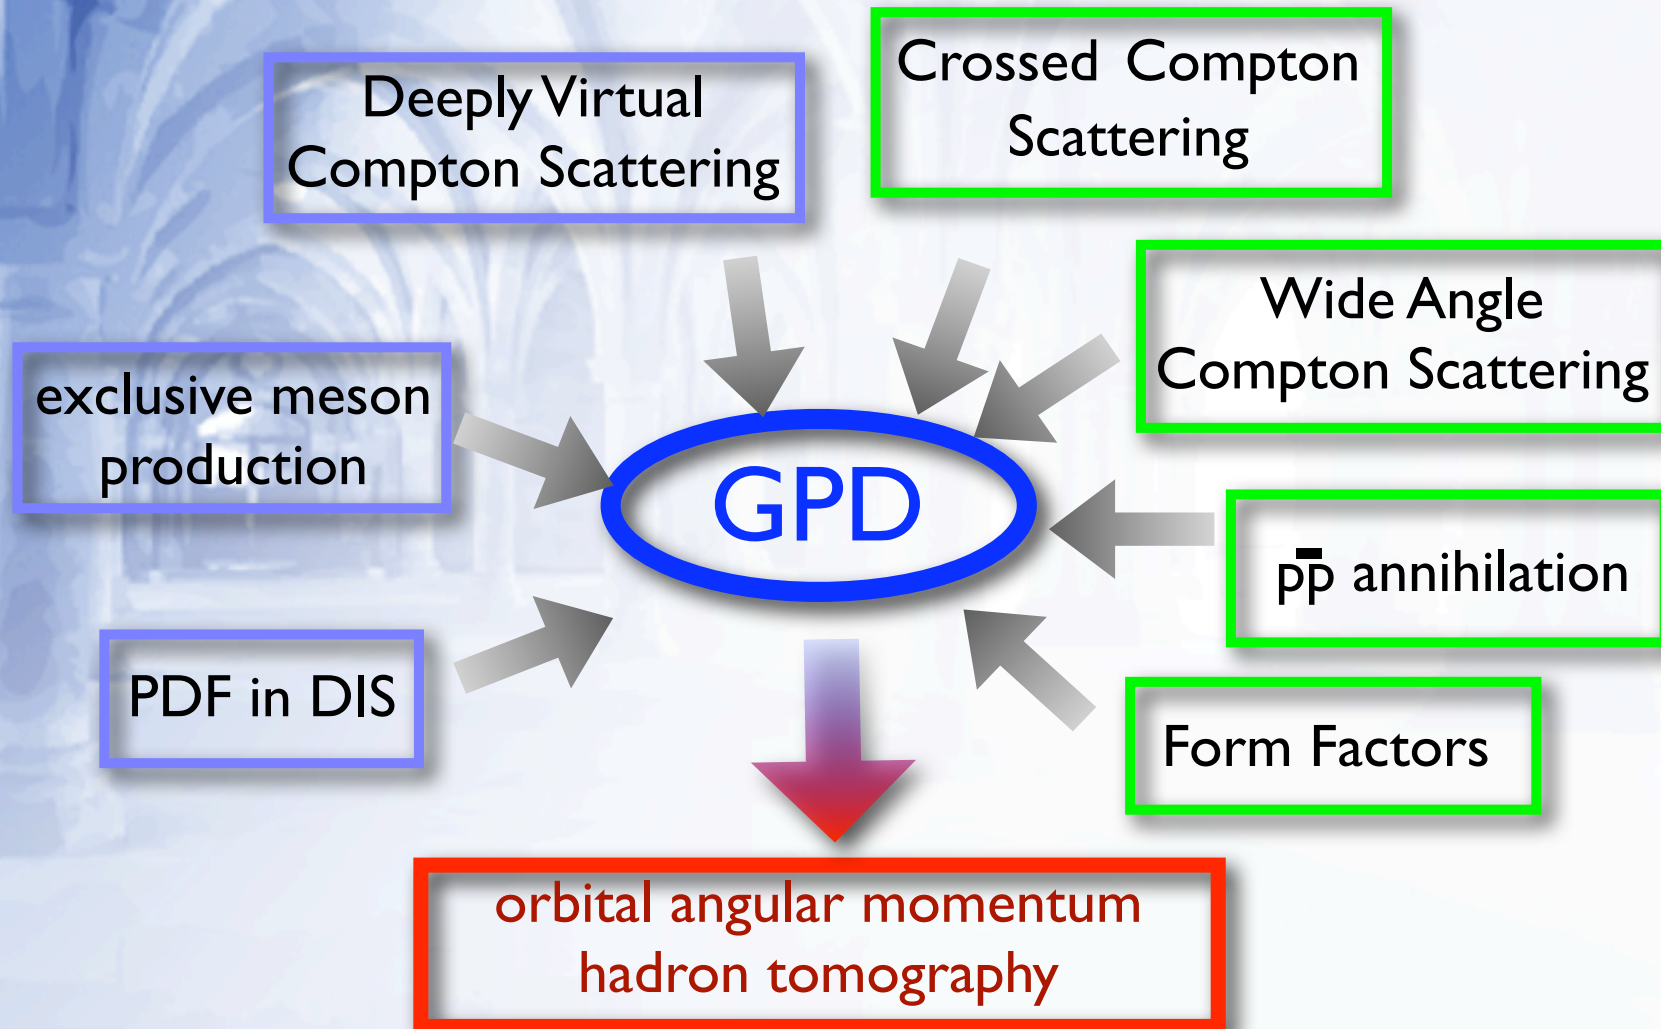 Deeply Virtual
Compton Scattering
Crossed Compton
Scattering
Wide Angle
Compton Scattering
exclusive meson
production
GPD
pp̄ annihilation
PDF in DIS
Form Factors
orbital angular momentum
hadron tomography